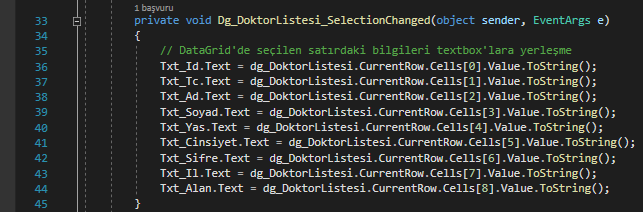 1 başvuru
33 private void Dg_DoktorListesi_SelectionChanged(object sender, EventArgs e)
34 {
35 // DataGrid'de seçilen satırdaki bilgileri textbox'lara yerleşme
36 Txt_Id.Text = dg_DoktorListesi.CurrentRow.Cells[0].Value.ToString();
37 Txt_Tc.Text = dg_DoktorListesi.CurrentRow.Cells[1].Value.ToString();
38 Txt_Ad.Text = dg_DoktorListesi.CurrentRow.Cells[2].Value.ToString();
39 Txt_Soyad.Text = dg_DoktorListesi.CurrentRow.Cells[3].Value.ToString();
40 Txt_Yas.Text = dg_DoktorListesi.CurrentRow.Cells[4].Value.ToString();
41 Txt_Cinsiyet.Text = dg_DoktorListesi.CurrentRow.Cells[5].Value.ToString();
42 Txt_Sifre.Text = dg_DoktorListesi.CurrentRow.Cells[6].Value.ToString();
43 Txt_Il.Text = dg_DoktorListesi.CurrentRow.Cells[7].Value.ToString();
44 Txt_Alan.Text = dg_DoktorListesi.CurrentRow.Cells[8].Value.ToString();
45 }